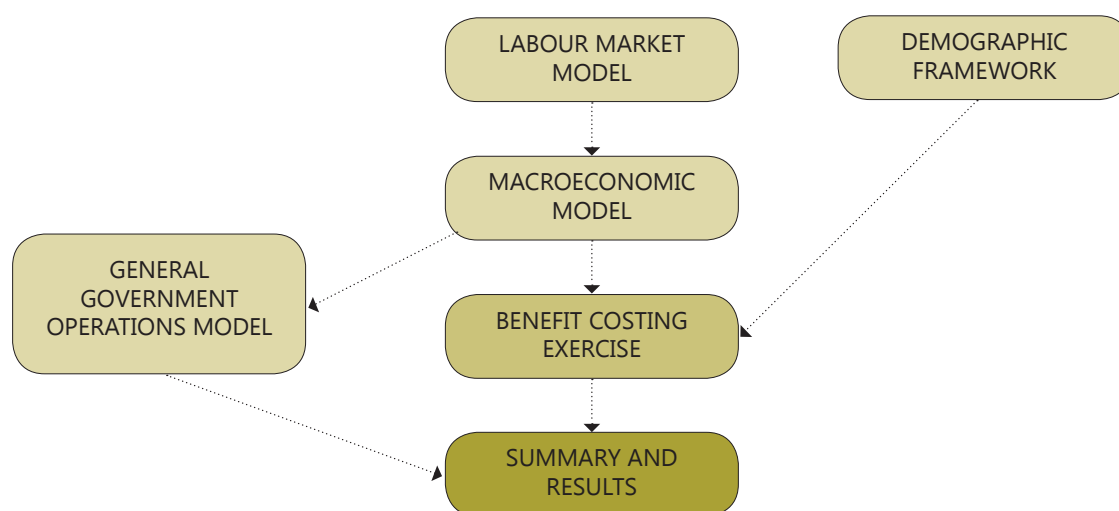 LABOUR MARKET
MODEL
DEMOGRAPHIC
FRAMEWORK
MACROECONOMIC
MODEL
GENERAL
GOVERNMENT
OPERATIONS MODEL
BENEFIT COSTING
EXERCISE
SUMMARY AND
RESULTS